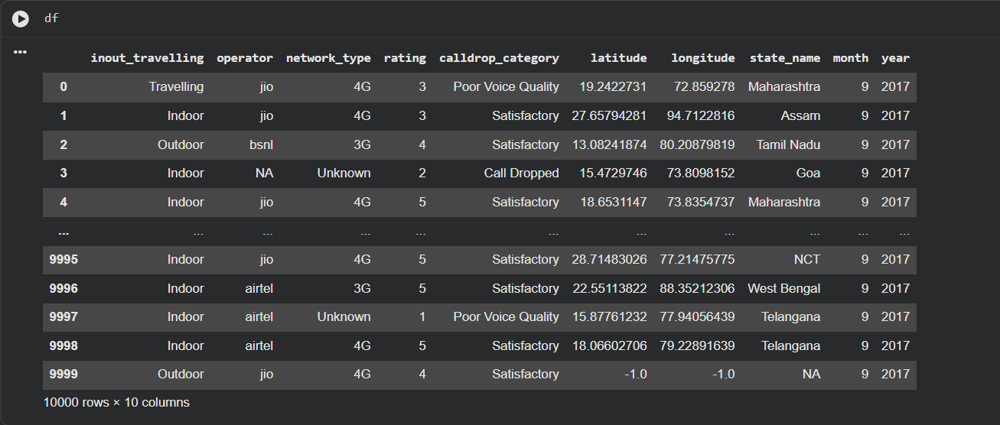 df
...
inout_travelling operator network_type rating calldrop_category latitude longitude state_name month year
0 Travelling jio 4G 3 Poor Voice Quality 19.2422731 72.859278 Maharashtra 9 2017
1 Indoor jio 4G 3 Satisfactory 27.65794281 94.7122816 Assam 9 2017
2 Outdoor bsnl 3G 4 Satisfactory 13.08241874 80.20879819 Tamil Nadu 9 2017
3 Indoor NA Unknown 2 Call Dropped 15.4729746 73.8098152 Goa 9 2017
4 Indoor jio 4G 5 Satisfactory 18.6531147 73.8354737 Maharashtra 9 2017
... ... ... ... ... ... ... ... ... ... ...
9995 Indoor jio 4G 5 Satisfactory 28.71483026 77.21475775 NCT 9 2017
9996 Indoor airtel 3G 5 Satisfactory 22.55113822 88.35212306 West Bengal 9 2017
9997 Indoor airtel Unknown 1 Poor Voice Quality 15.87761232 77.94056439 Telangana 9 2017
9998 Indoor airtel 4G 5 Satisfactory 18.06602706 79.22891639 Telangana 9 2017
9999 Outdoor jio 4G 4 Satisfactory -1.0 -1.0 NA 9 2017
10000 rows × 10 columns